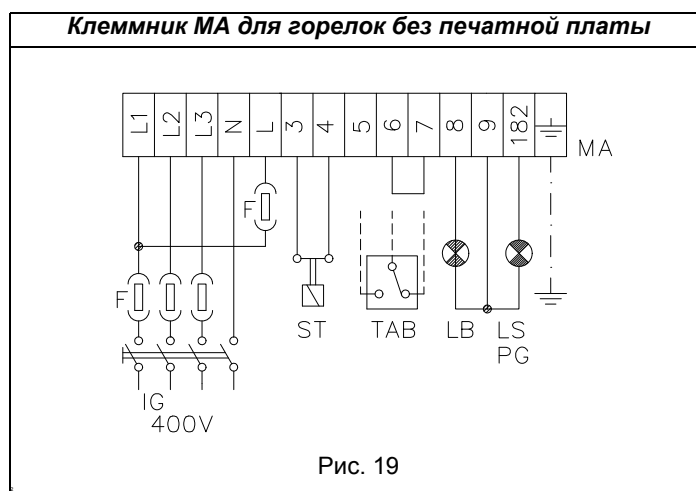 Клеммник MA для горелок без печатной платы
L1 L2 L3 N L 3 4 5 6 7 8 9 182
MA
F
F
ST TAB LB LS
PG
IG
400V
Рис. 19